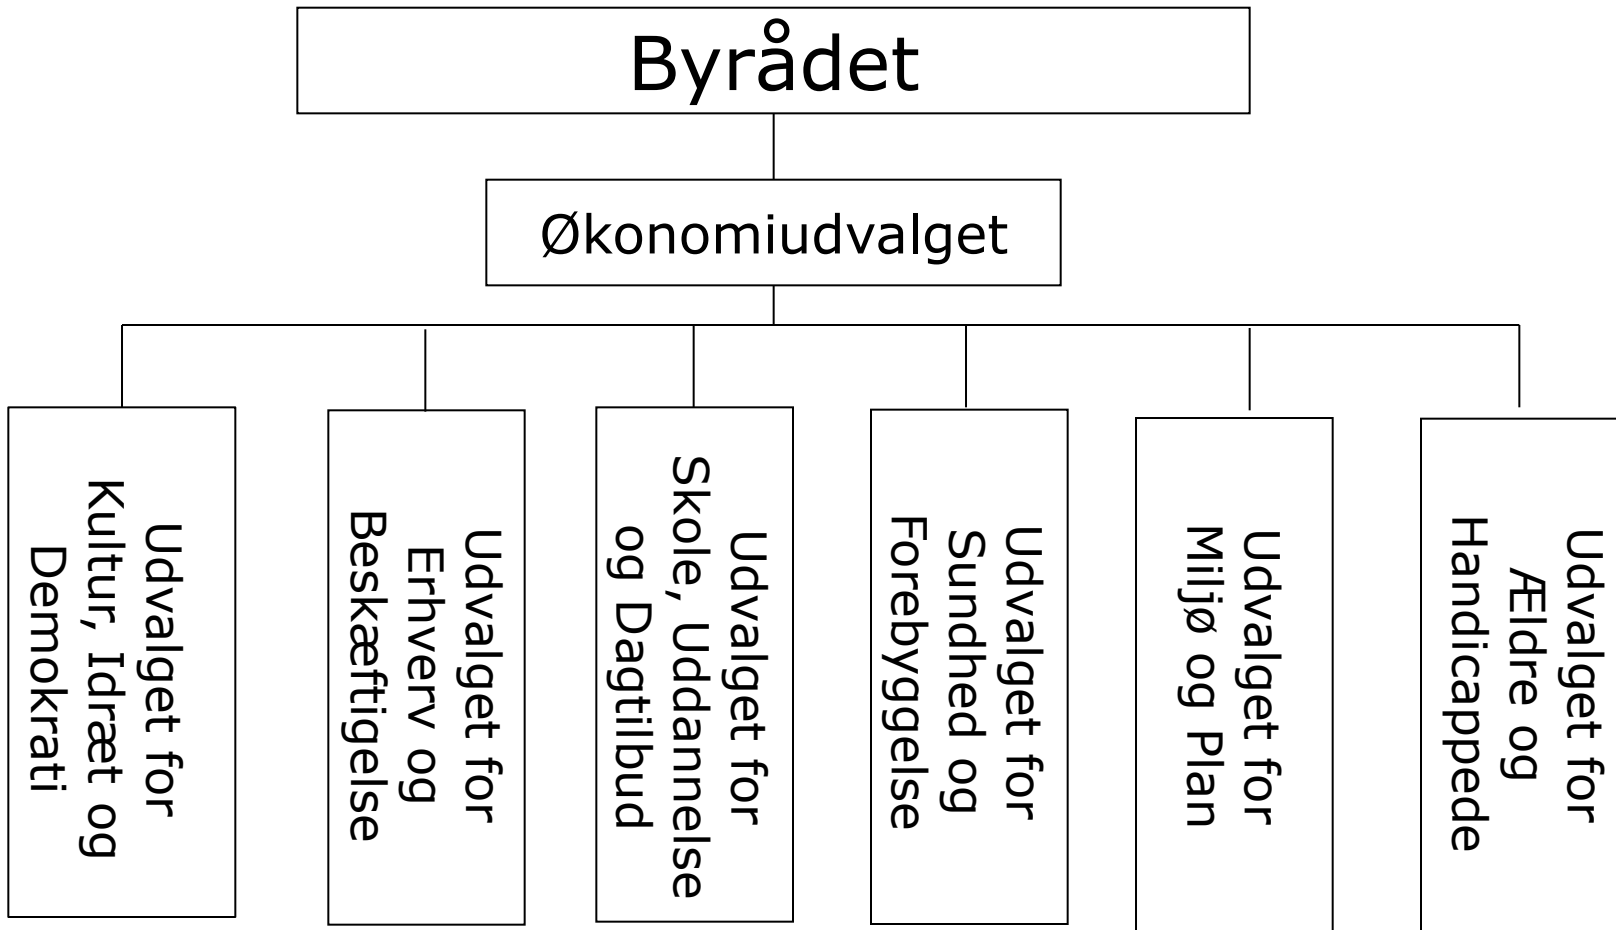 Byrådet
Økonomiudvalget
Udvalget for
Kultur, Idræt og
Demokrati
Udvalget for
Erhverv og
Beskæftigelse
Udvalget for
Skole, Uddannelse
og Dagtilbud
Udvalget for
Sundhed og
Forebyggelse
Udvalget for
Miljø og Plan
Udvalget for
Ældre og
Handicappede